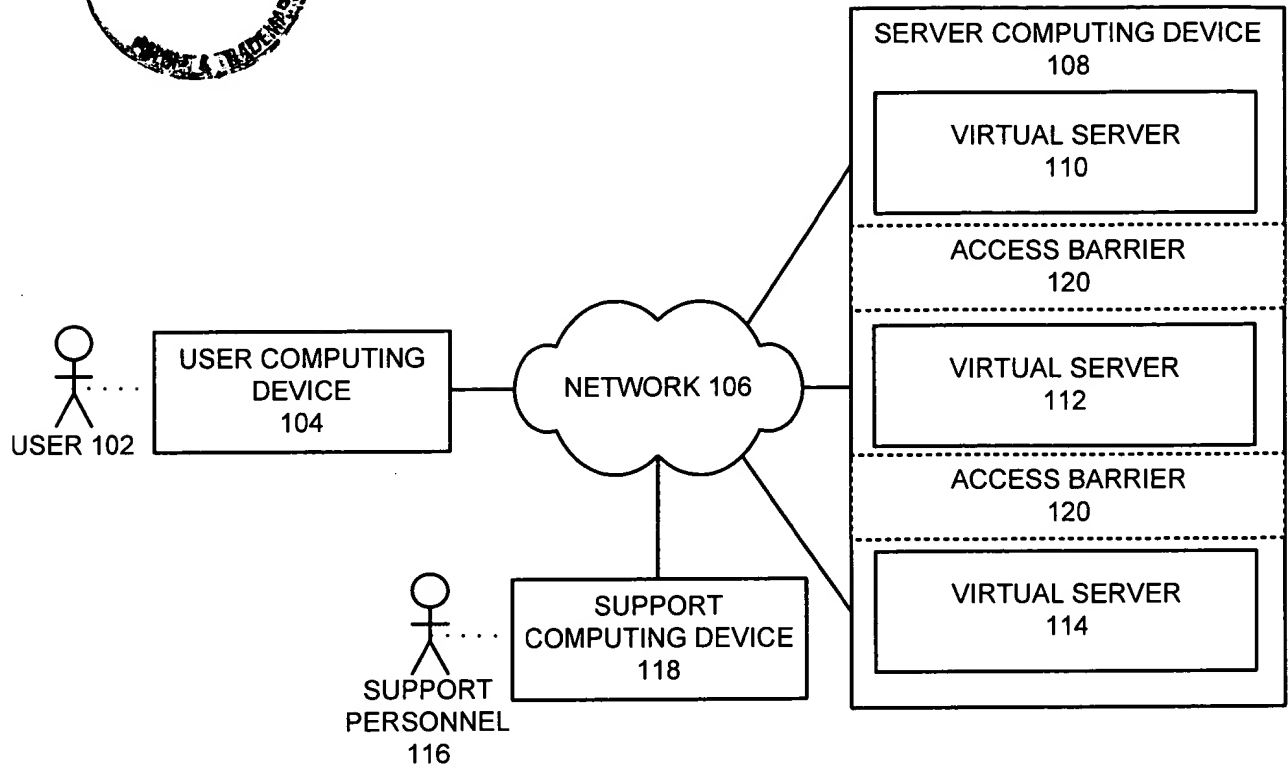 SERVER COMPUTING DEVICE
108
VIRTUAL SERVER
110
ACCESS BARRIER
120
VIRTUAL SERVER
112
ACCESS BARRIER
120
VIRTUAL SERVER
114
USER COMPUTING
DEVICE
104
USER 102
NETWORK 106
SUPPORT
COMPUTING DEVICE
118
SUPPORT
PERSONNEL
116